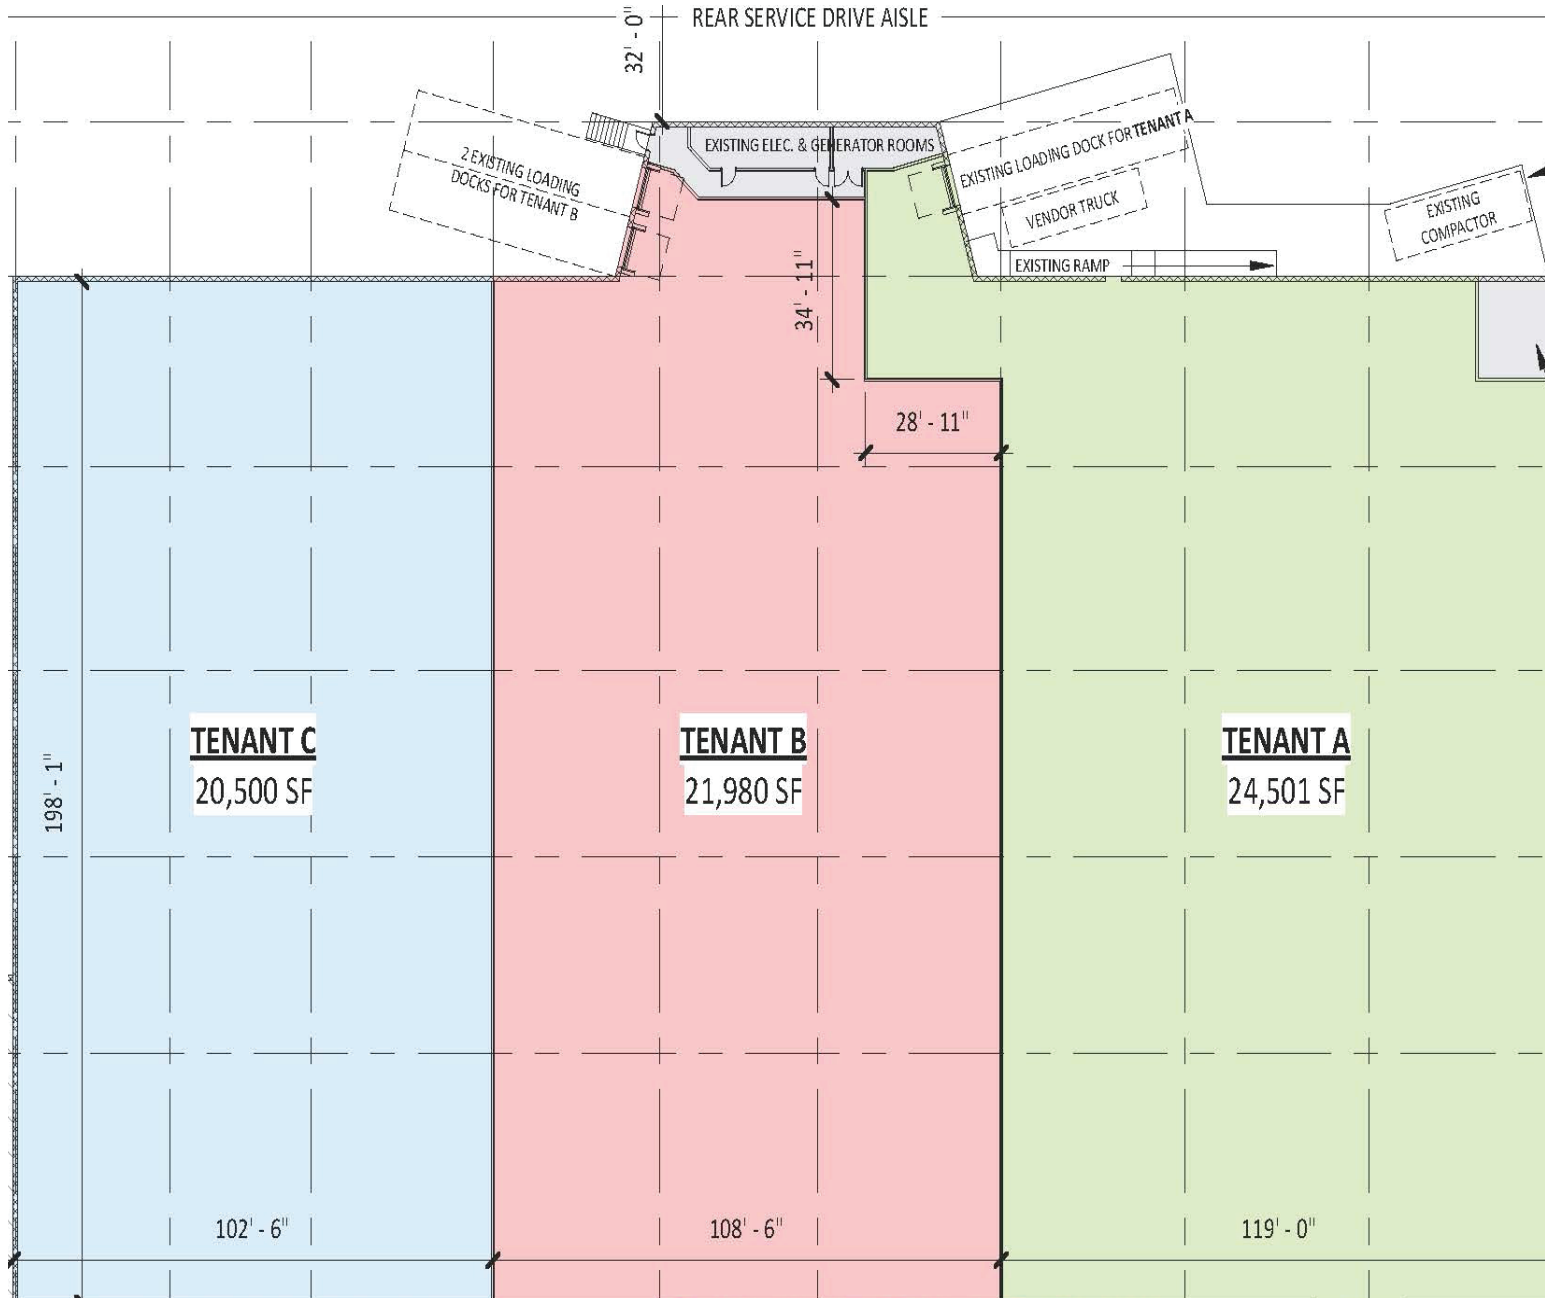 REAR SERVICE DRIVE AISLE
32' - 0"
EXISTING ELEC. & GENERATOR ROOMS
2 EXISTING LOADING
DOCKS FOR TENANT B
EXISTING LOADING DOCK FOR TENANT A
VENDOR TRUCK
EXISTING
COMPACTOR
EXISTING RAMP
34' - 11"
28' - 11"
TENANT C
20,500 SF
TENANT B
21,980 SF
TENANT A
24,501 SF
198' - 1"
102' - 6"
108' - 6"
119' - 0"